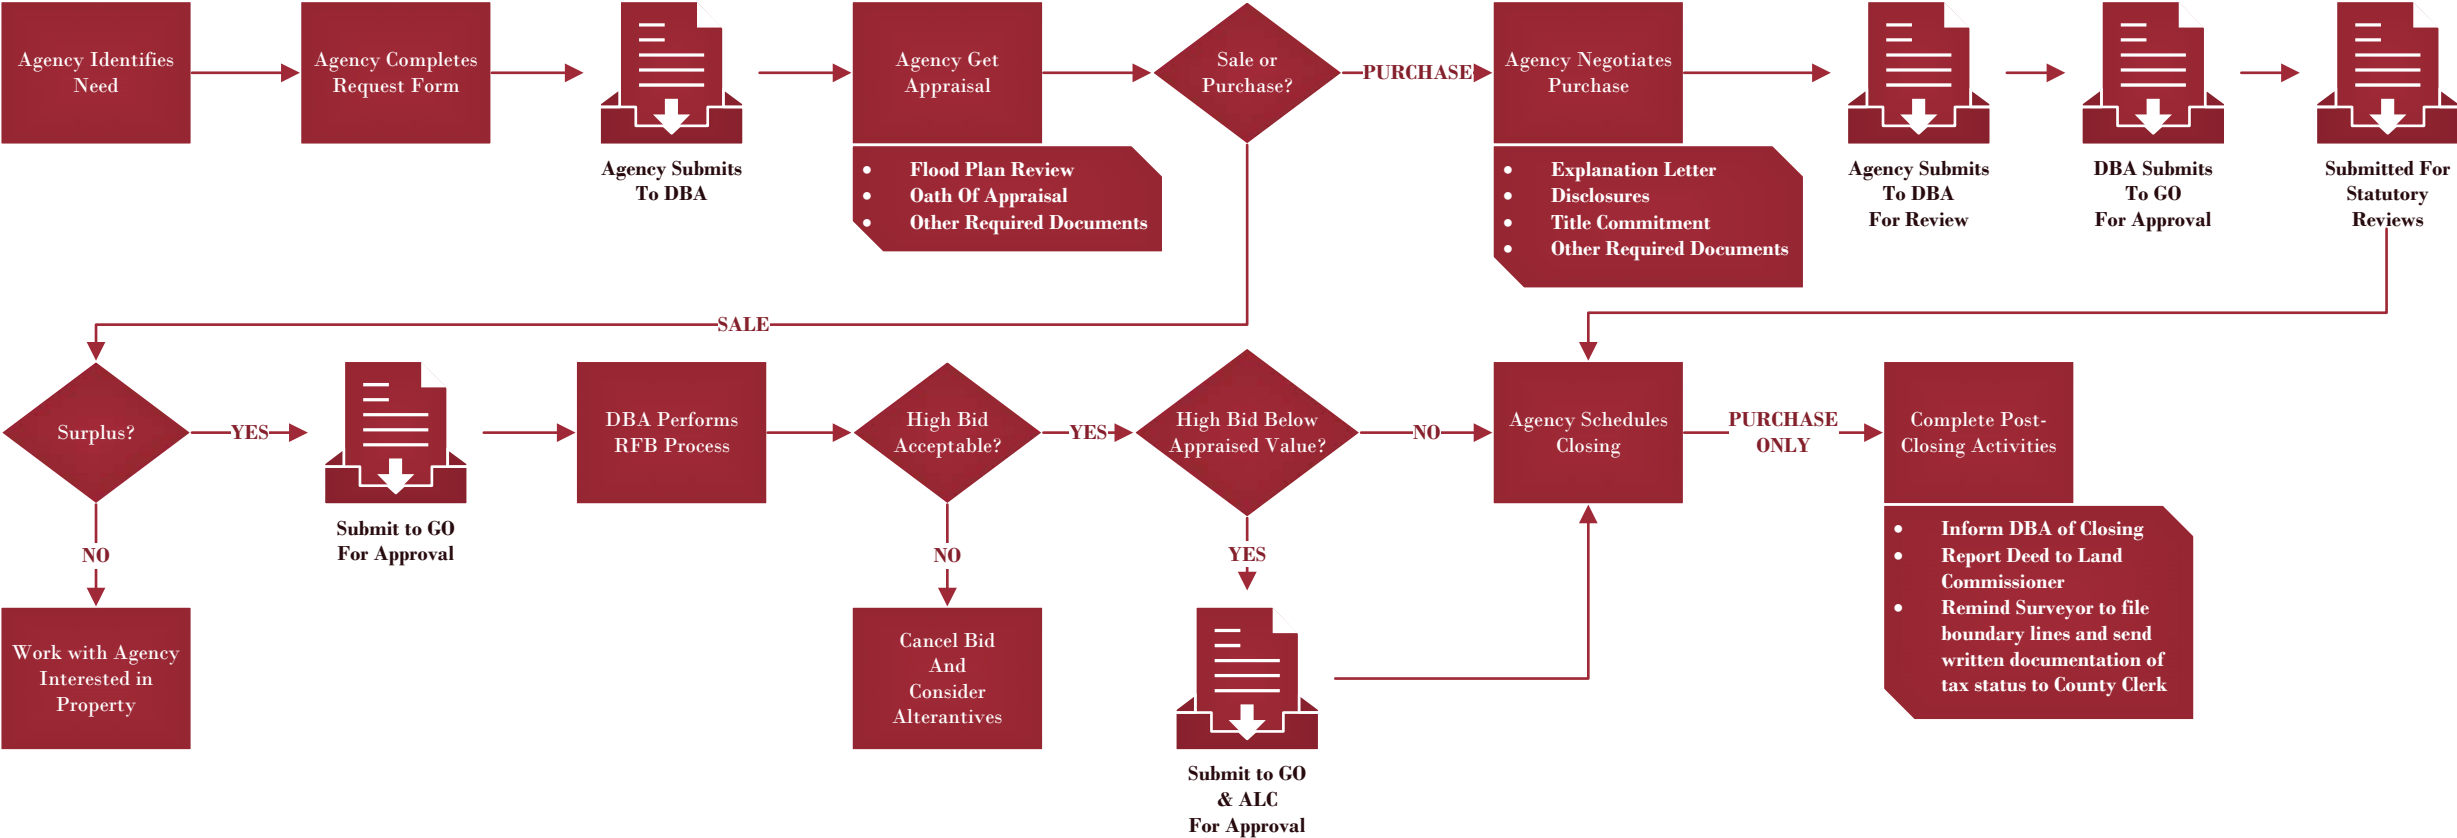 Agency Identifies
Need
Agency Completes
Request Form
Agency Submits
To DBA
Agency Get
Appraisal
• Flood Plan Review
• Oath Of Appraisal
• Other Required Documents
Sale or
Purchase?
PURCHASE
Agency Negotiates
Purchase
• Explanation Letter
• Disclosures
• Title Commitment
• Other Required Documents
Agency Submits
To DBA
For Review
DBA Submits
To GO
For Approval
Submitted For
Statutory
Reviews
SALE
Surplus?
YES
Submit to GO
For Approval
DBA Performs
RFB Process
High Bid
Acceptable?
YES
High Bid Below
Appraised Value?
NO
Agency Schedules
Closing
PURCHASE
ONLY
Complete Post-
Closing Activities
• Inform DBA of Closing
• Report Deed to Land
Commissioner
• Remind Surveyor to file
boundary lines and send
written documentation of
tax status to County Clerk
NO
Work with Agency
Interested in
Property
NO
Cancel Bid
And
Consider
Alterantives
YES
Submit to GO
& ALC
For Approval